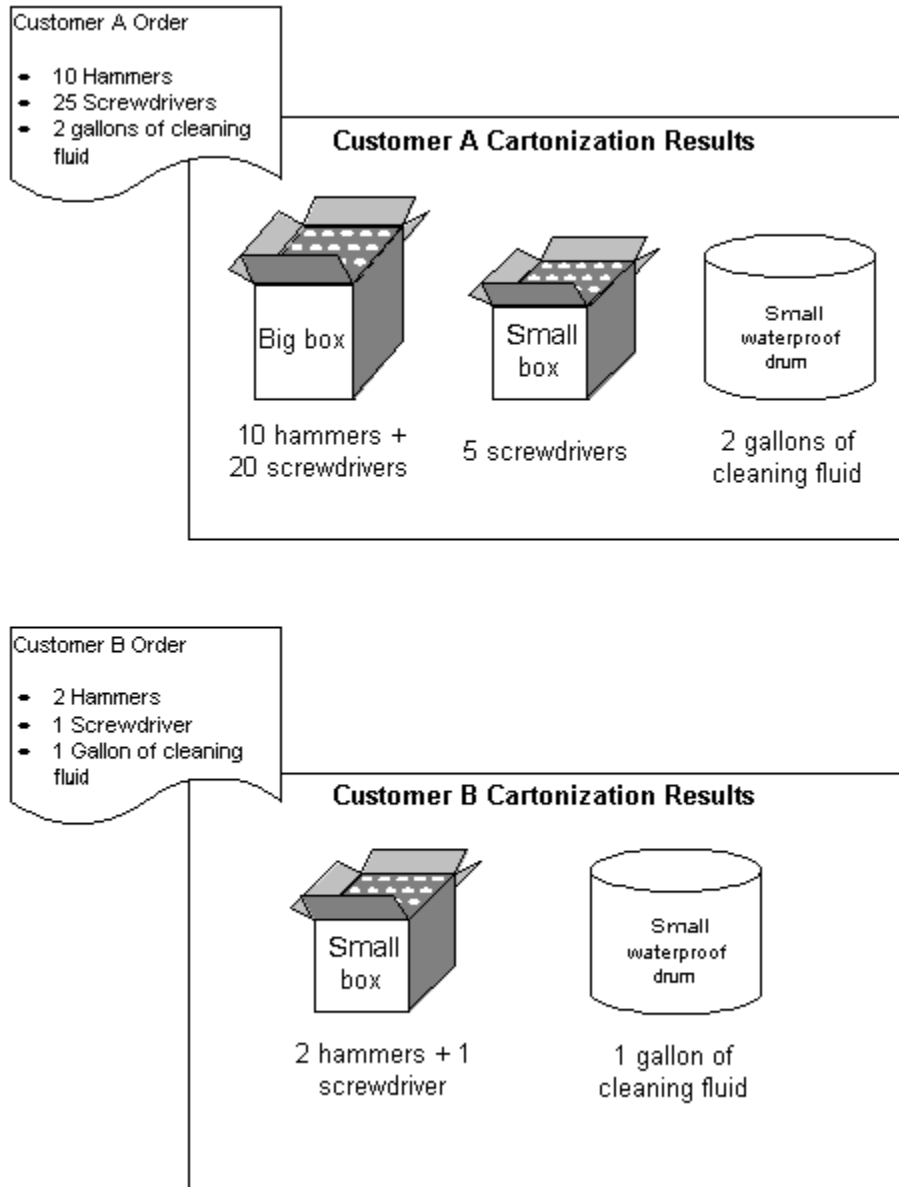 Customer A Order
• 10 Hammers
• 25 Screwdrivers
• 2 gallons of cleaning
fluid
Customer A Cartonization Results
Big box
10 hammers +
20 screwdrivers
Small
box
5 screwdrivers
Small
waterproof
drum
2 gallons of
cleaning fluid
Customer B Order
• 2 Hammers
• 1 Screwdriver
• 1 Gallon of cleaning
fluid
Customer B Cartonization Results
Small
box
2 hammers + 1
screwdriver
Small
waterproof
drum
1 gallon of
cleaning fluid